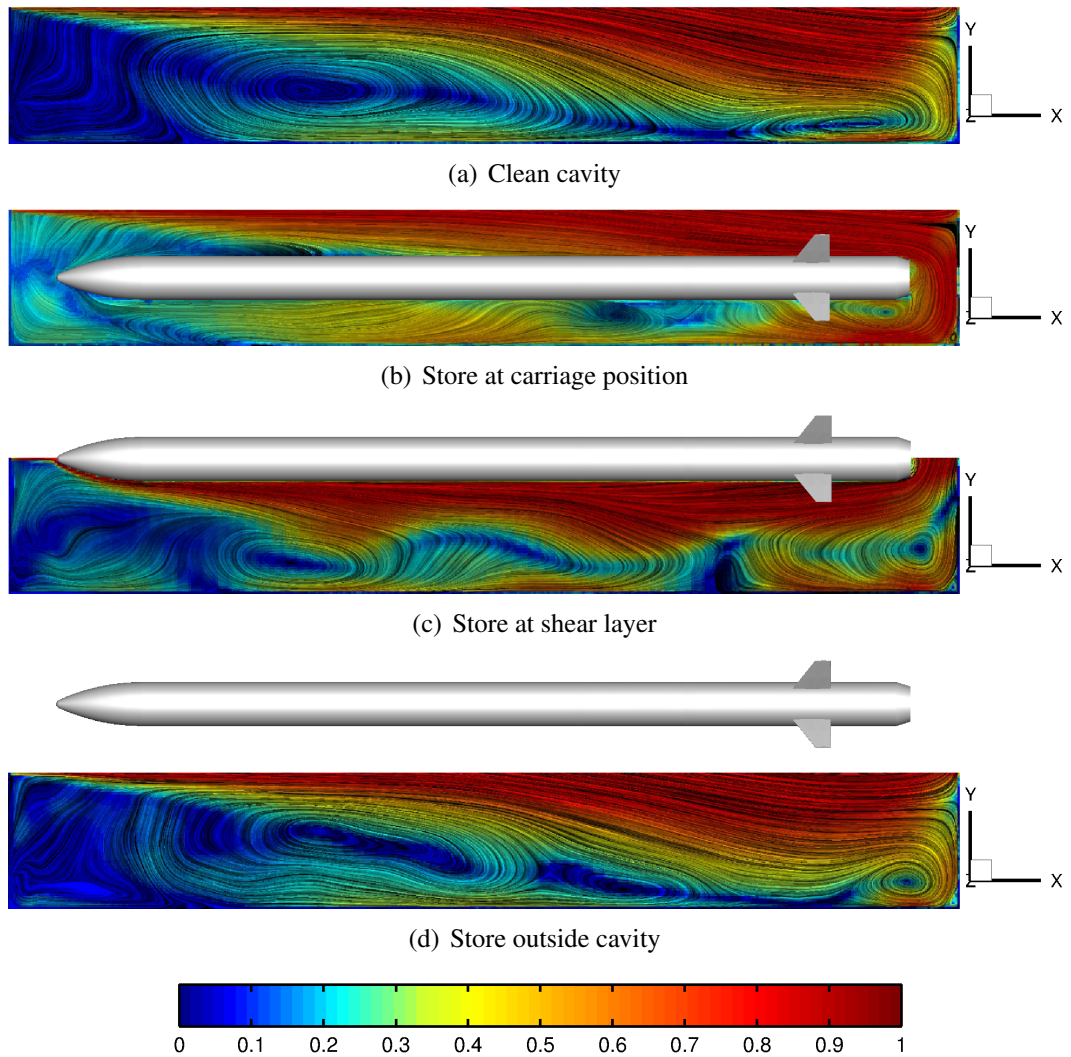 Y
Z X
(a) Clean cavity
Y
Z X
(b) Store at carriage position
Y
Z X
(c) Store at shear layer
Y
Z X
(d) Store outside cavity
0 0.1 0.2 0.3 0.4 0.5 0.6 0.7 0.8 0.9 1